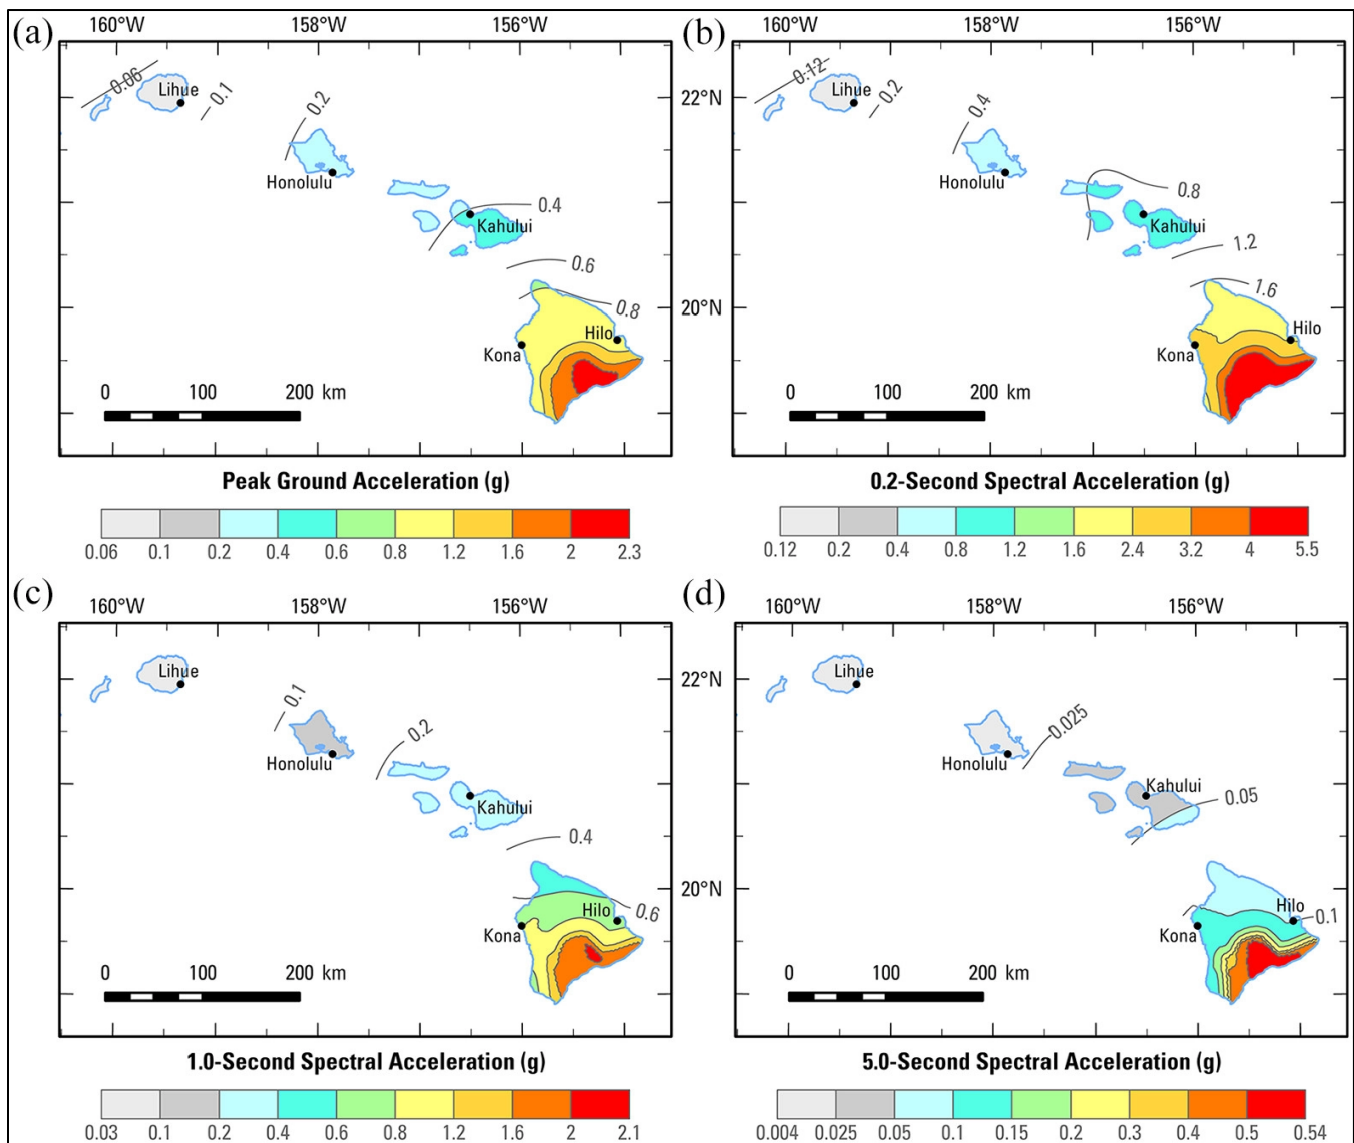 (a)
160°W 158°W 156°W
0.06
Lihue
0.1
0.2
Honolulu
0.4
Kahului
0.6
0.8
Hilo
Kona
0 100 200 km
Peak Ground Acceleration (g)
0.06 0.1 0.2 0.4 0.6 0.8 1.2 1.6 2 2.3
(b)
160°W 158°W 156°W
22°N
20°N
0.12
Lihue
0.2
0.4
Honolulu
0.8
Kahului
1.2
1.6
Hilo
Kona
0 100 200 km
0.2-Second Spectral Acceleration (g)
0.12 0.2 0.4 0.8 1.2 1.6 2.4 3.2 4 5.5
(c)
160°W 158°W 156°W
Lihue
0.1
Honolulu
0.2
Kahului
0.4
Hilo
0.6
Kona
0 100 200 km
1.0-Second Spectral Acceleration (g)
0.03 0.1 0.2 0.4 0.6 0.8 1.2 1.6 2 2.1
(d)
160°W 158°W 156°W
22°N
20°N
Lihue
0.025
Honolulu
Kahului
0.05
Hilo
0.1
Kona
0 100 200 km
5.0-Second Spectral Acceleration (g)
0.004 0.025 0.05 0.1 0.15 0.2 0.3 0.4 0.5 0.54